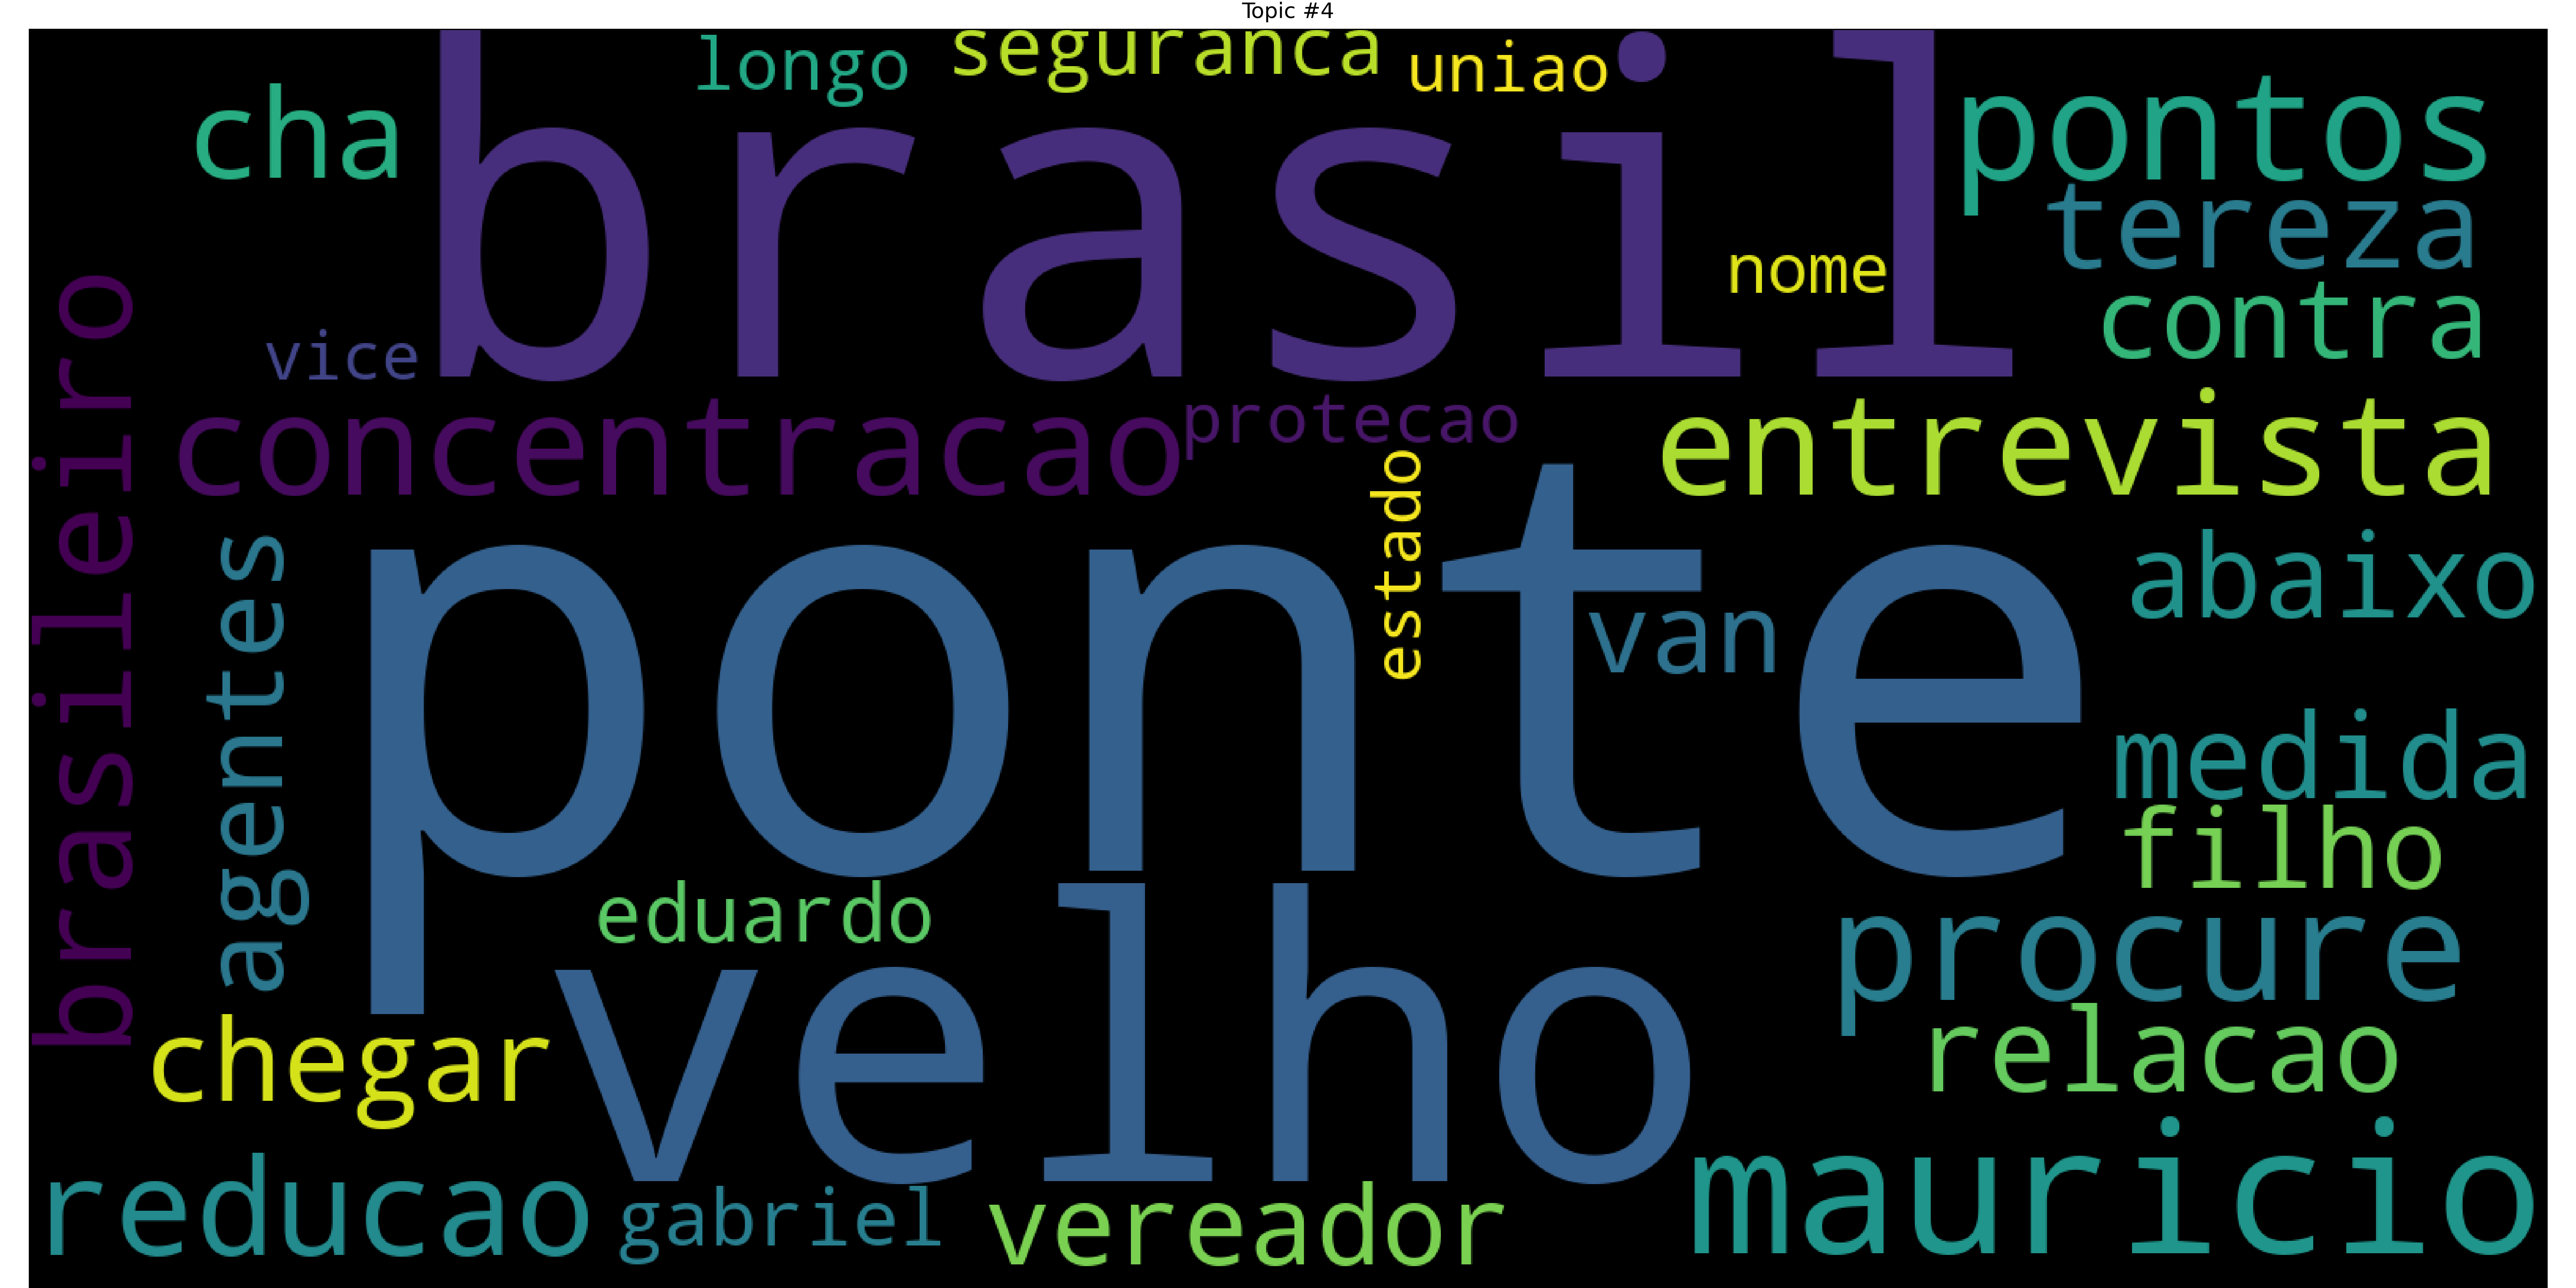 Topic #4
longo
seguranca
uniao
cha
brasil
pontos
tereza
nome
contra
vice
brasileiro
concentracao
protecao
entrevista
estado
agentes
ponte
van
abaixo
medida
filho
eduardo
velho
procure
chegar
relacao
reducao
gabriel
vereador
mauricio